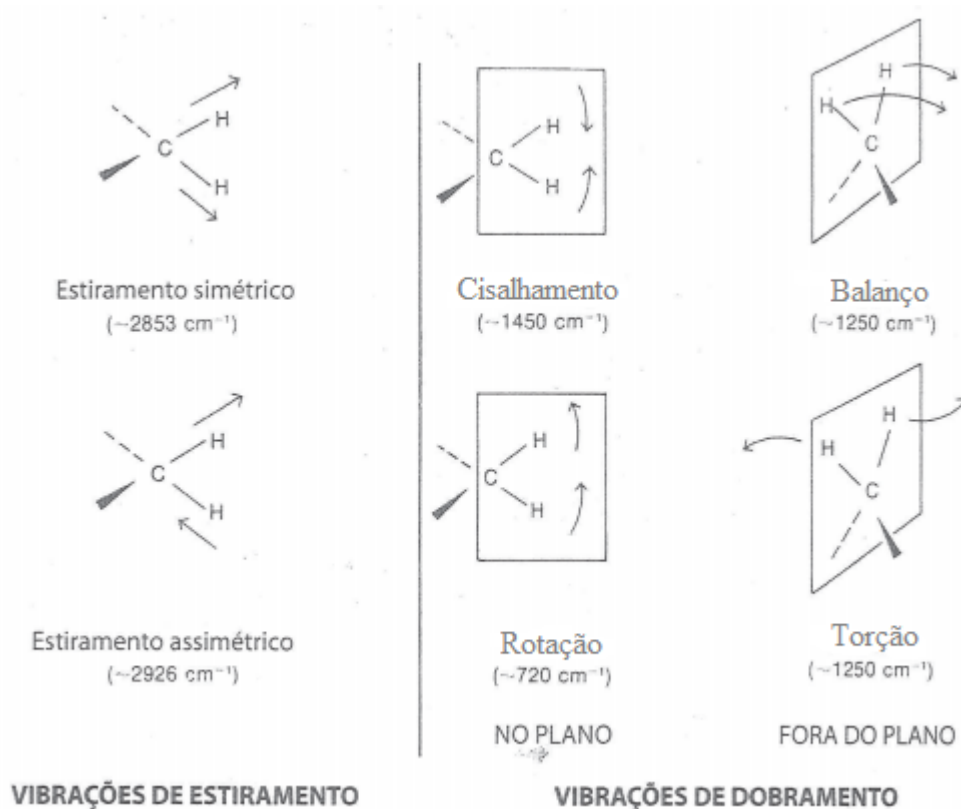 H
C
H
Estiramento simétrico
(~2853 cm⁻¹)
H
C
H
Cisalhamento
(~1450 cm⁻¹)
H
H
C
Balanço
(~1250 cm⁻¹)
H
C
H
Estiramento assimétrico
(~2926 cm⁻¹)
H
C
H
Rotação
(~720 cm⁻¹)
H
H
C
Torção
(~1250 cm⁻¹)
NO PLANO
FORA DO PLANO
VIBRAÇÕES DE ESTIRAMENTO
VIBRAÇÕES DE DOBRAMENTO